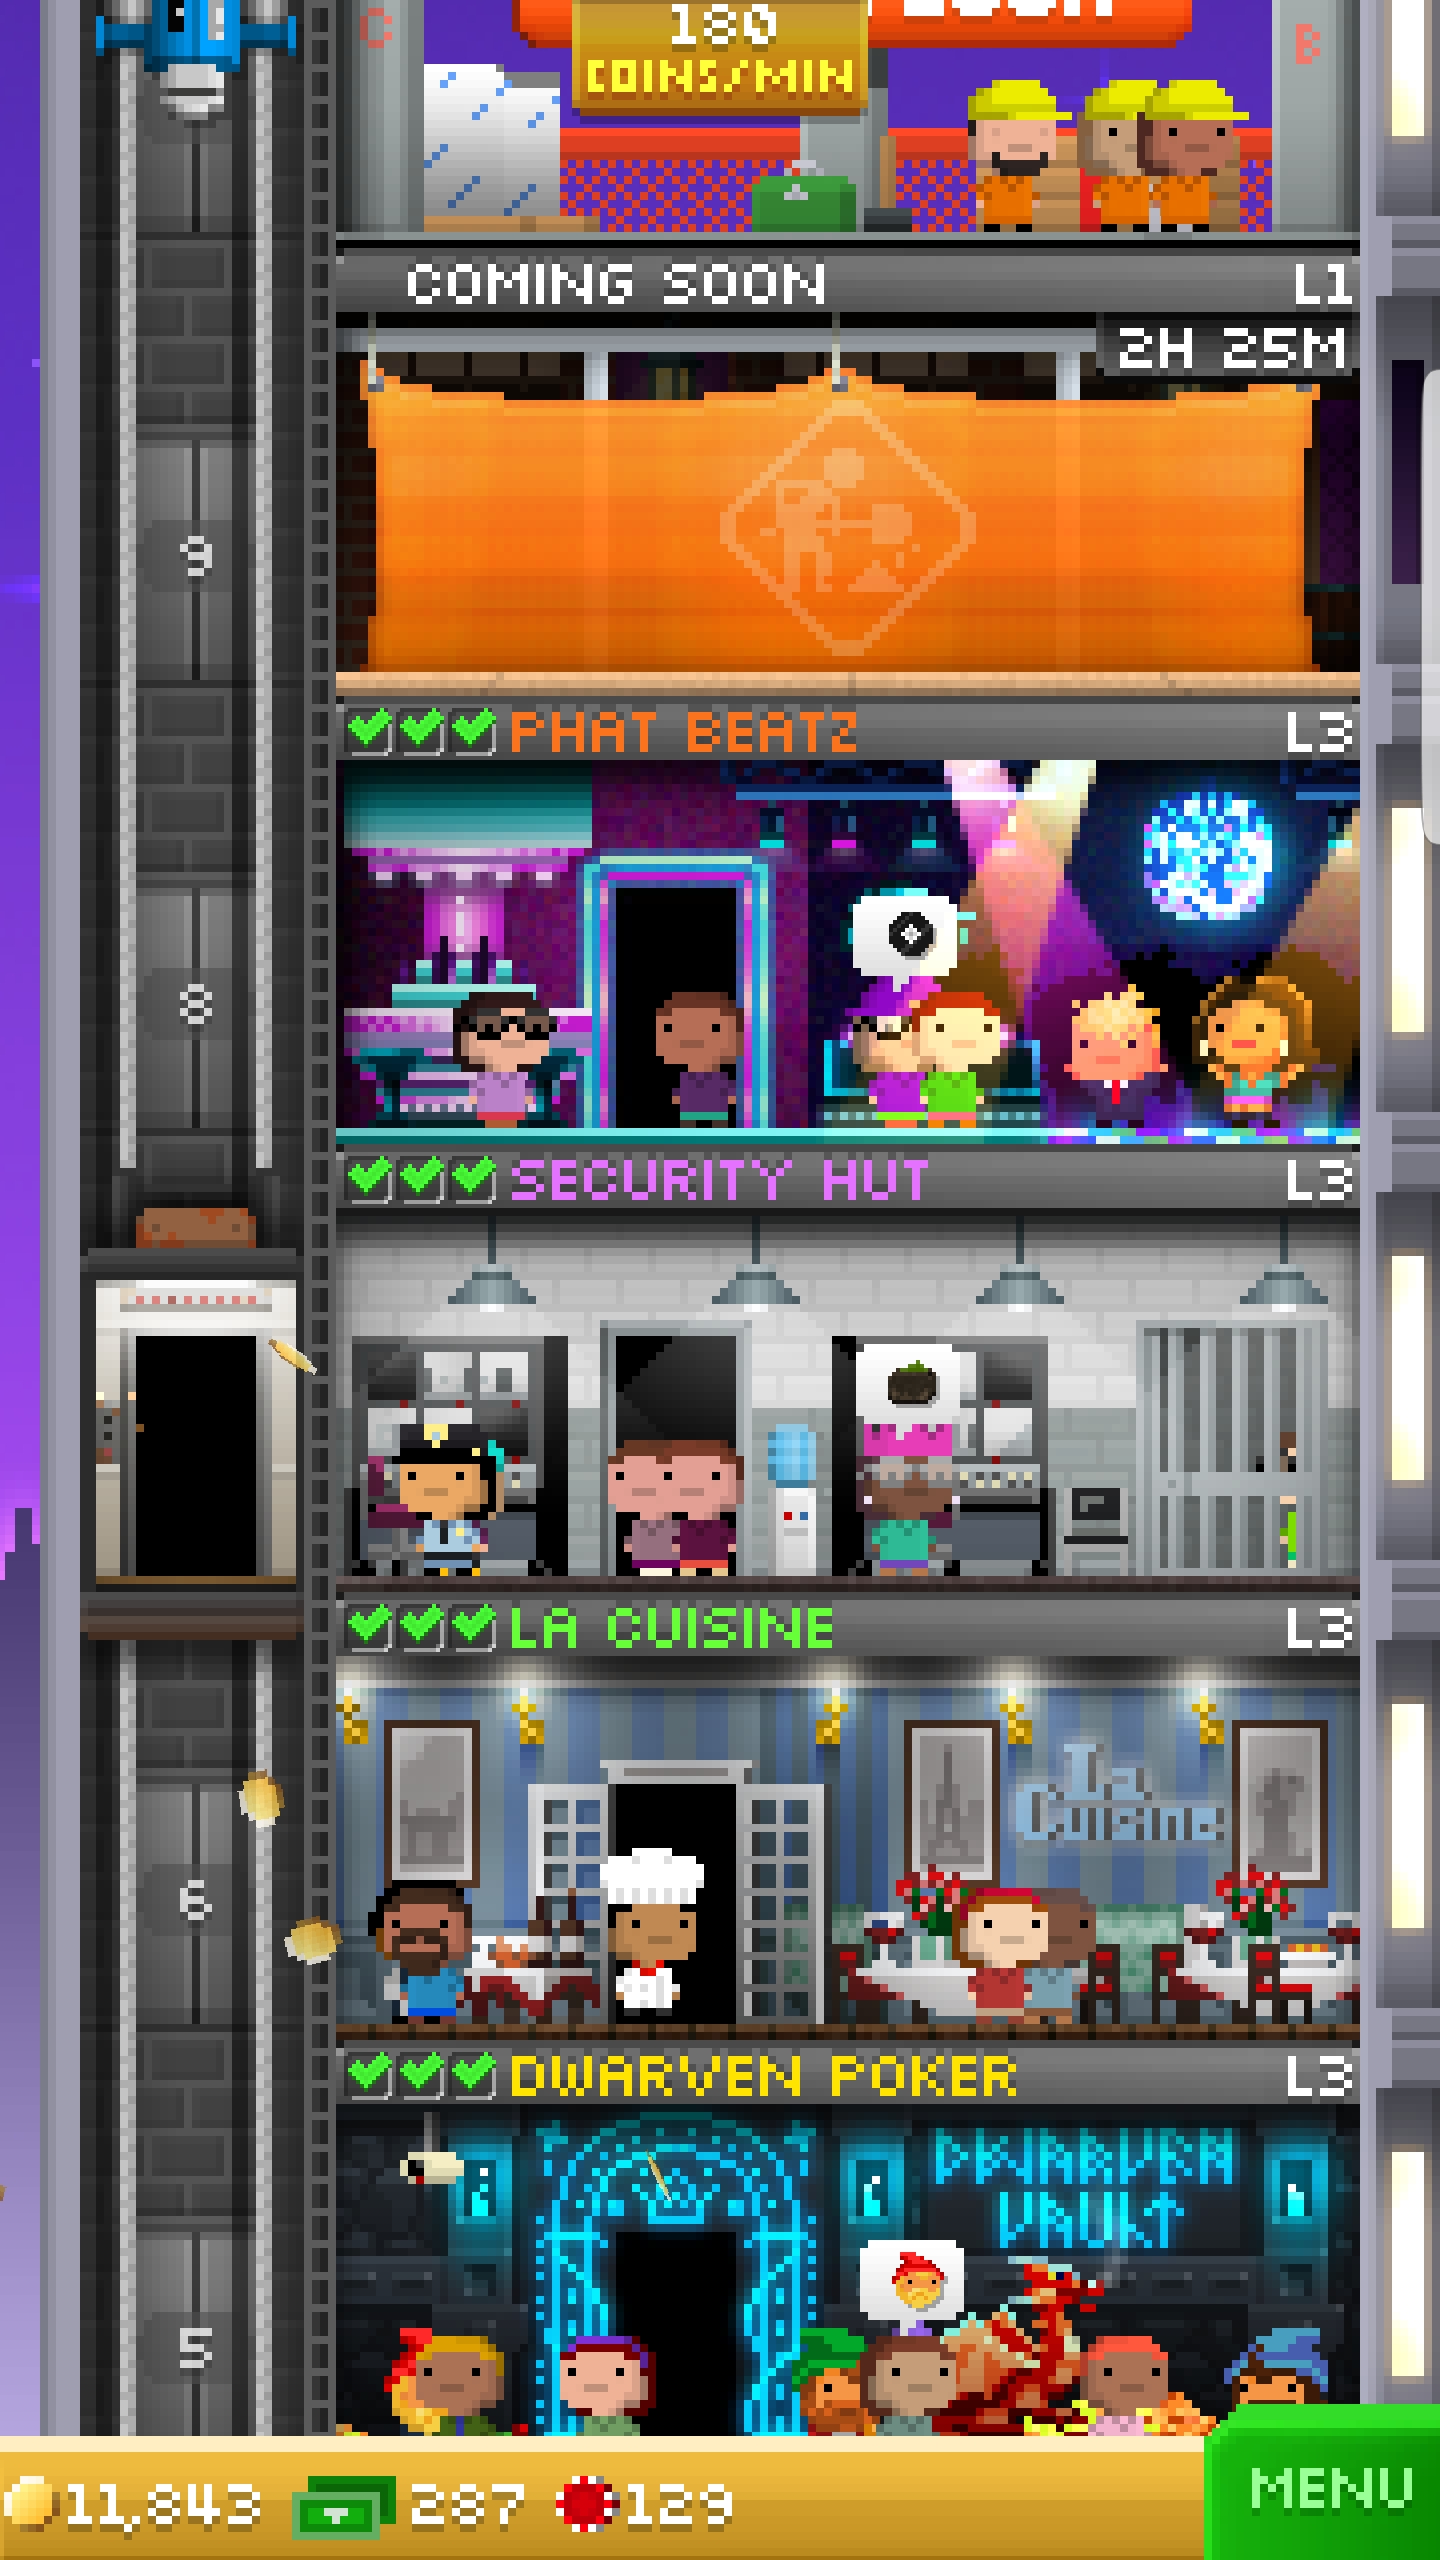 C
180
COINS/MIN
B
COMING SOON
L1
2H 25M
9
PHAT BEATZ
L3
8
SECURITY HUT
L3
LA CUISINE
L3
La
Cuisine
6
DWARVEN POKER
L3
DWARVEN
VAULT
5
11,843
287
129
MENU